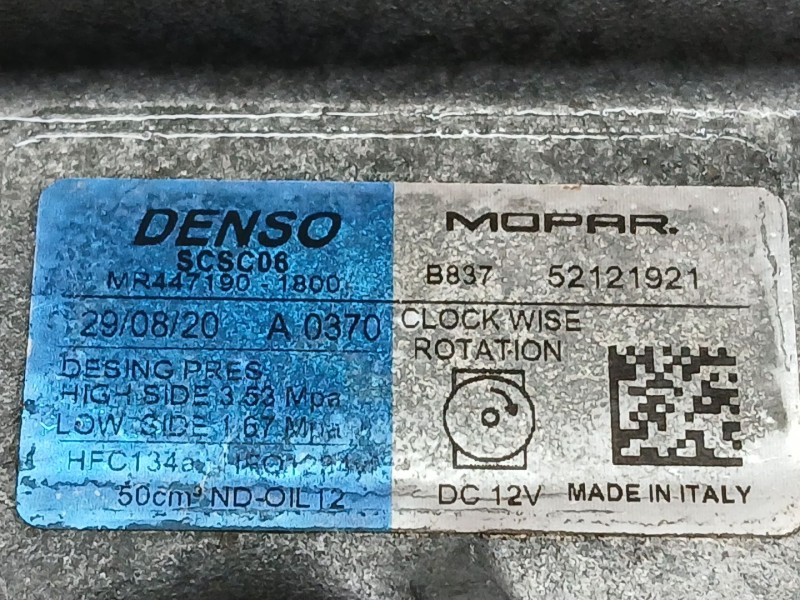 DENSO
SCSC06
MR447190-1800
29/08/20 A 0370
DESING PRES
HIGH SIDE 3,53 Mpa
LOW SIDE 1,67 Mpa
HFC134a
50cm³ ND-OIL12
MOPAR.
B837 52121921
CLOCK WISE
ROTATION
DC 12V MADE IN ITALY